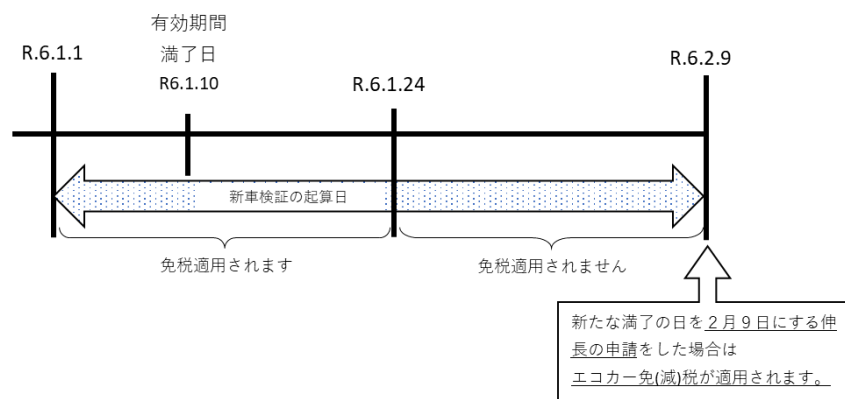 有効期間
満了日
R6.1.10
R.6.1.1
R.6.1.24
R.6.2.9
新車検証の起算日
免税適用されます
免税適用されません
新たな満了の日を２月９日にする伸
長の申請をした場合は
エコカー免(減)税が適用されます。